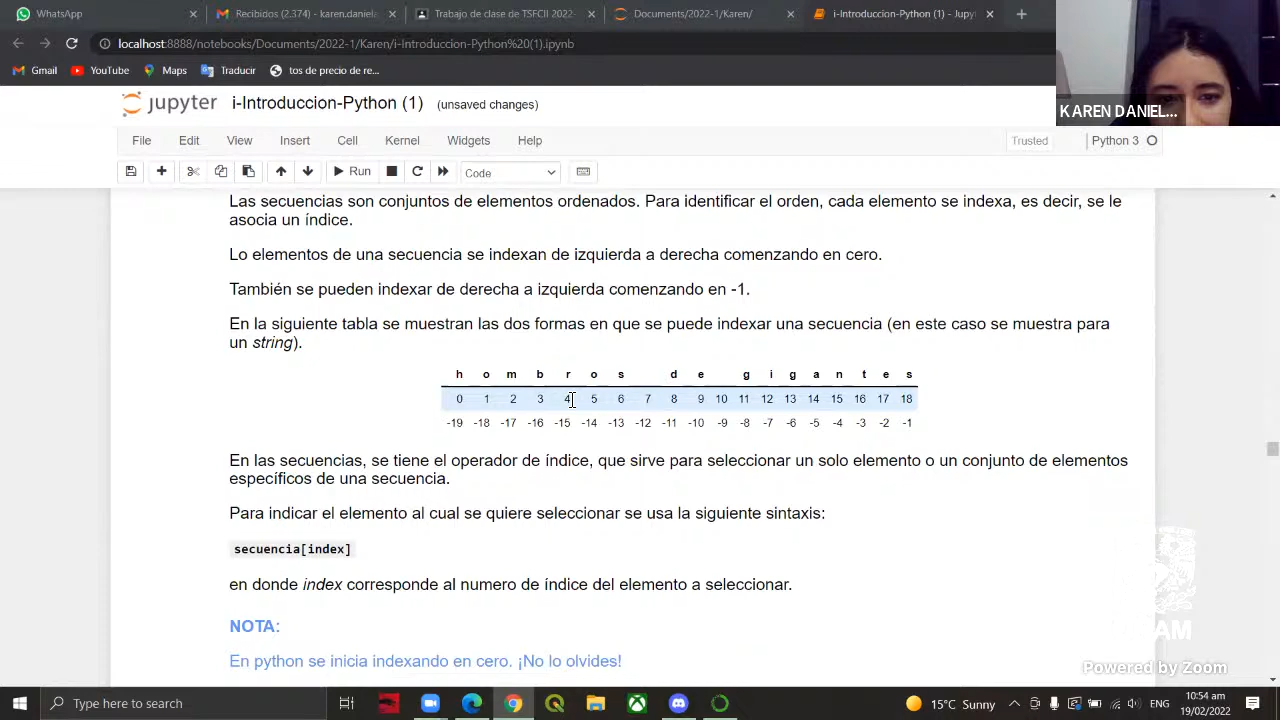 WhatsApp
Recibidos (2.374) - karen.daniela
Trabajo de clase de TSFCII 2022-
Documents/2022-1/Karen/
i-Introduccion-Python (1) - Jupyt
localhost:8888/notebooks/Documents/2022-1/Karen/i-Introduccion-Python%20(1).ipynb
Gmail YouTube Maps Traducir tos de precio de re...
KAREN DANIEL...
jupyter i-Introduccion-Python (1) (unsaved changes)
File Edit View Insert Cell Kernel Widgets Help Trusted Python 3
Run Code
Las secuencias son conjuntos de elementos ordenados. Para identificar el orden, cada elemento se indexa, es decir, se le
asocia un índice.
Lo elementos de una secuencia se indexan de izquierda a derecha comenzando en cero.
También se pueden indexar de derecha a izquierda comenzando en -1.
En la siguiente tabla se muestran las dos formas en que se puede indexar una secuencia (en este caso se muestra para
un string).
h o m b r o s d e g i g a n t e s
0 1 2 3 4 5 6 7 8 9 10 11 12 13 14 15 16 17 18
-19 -18 -17 -16 -15 -14 -13 -12 -11 -10 -9 -8 -7 -6 -5 -4 -3 -2 -1
En las secuencias, se tiene el operador de índice, que sirve para seleccionar un solo elemento o un conjunto de elementos
específicos de una secuencia.
Para indicar el elemento al cual se quiere seleccionar se usa la siguiente sintaxis:
secuencia[index]
en donde index corresponde al numero de índice del elemento a seleccionar.
NOTA:
En python se inicia indexando en cero. ¡No lo olvides!
Powered by Zoom
Type here to search
15°C Sunny
10:54 am
19/02/2022